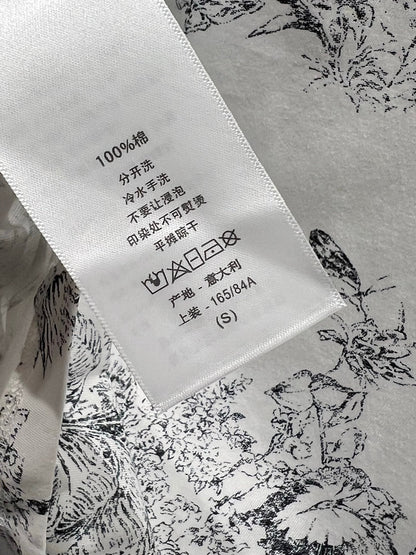 100%棉
分开洗
冷水手洗
不要让浸泡
印染处不可熨烫
平摊晾干
产地 - 意大利
上装 : 165/84A
(S)